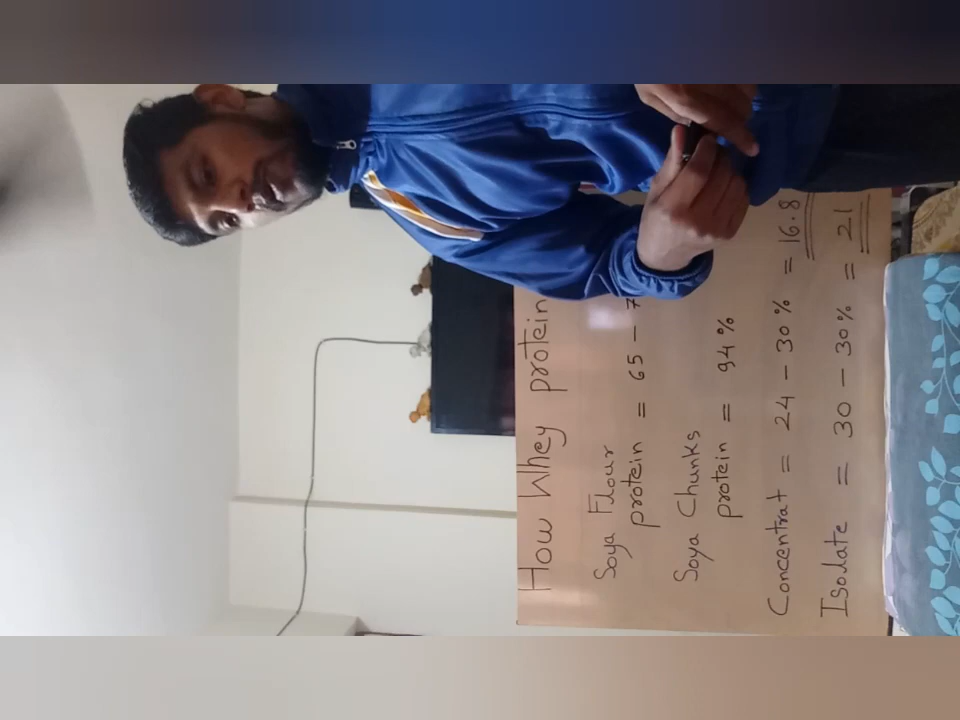 How Whey protein
Soya Flour
protein = 65 - 7
Soya Chunks
protein = 94%
Concentrat = 24 - 30% = 16.8
Isolate = 30 - 30% = 21